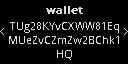 wallet
< TUg28KYvCXWW81Eq >
MUeZvCZmZw2BChk1
HQ